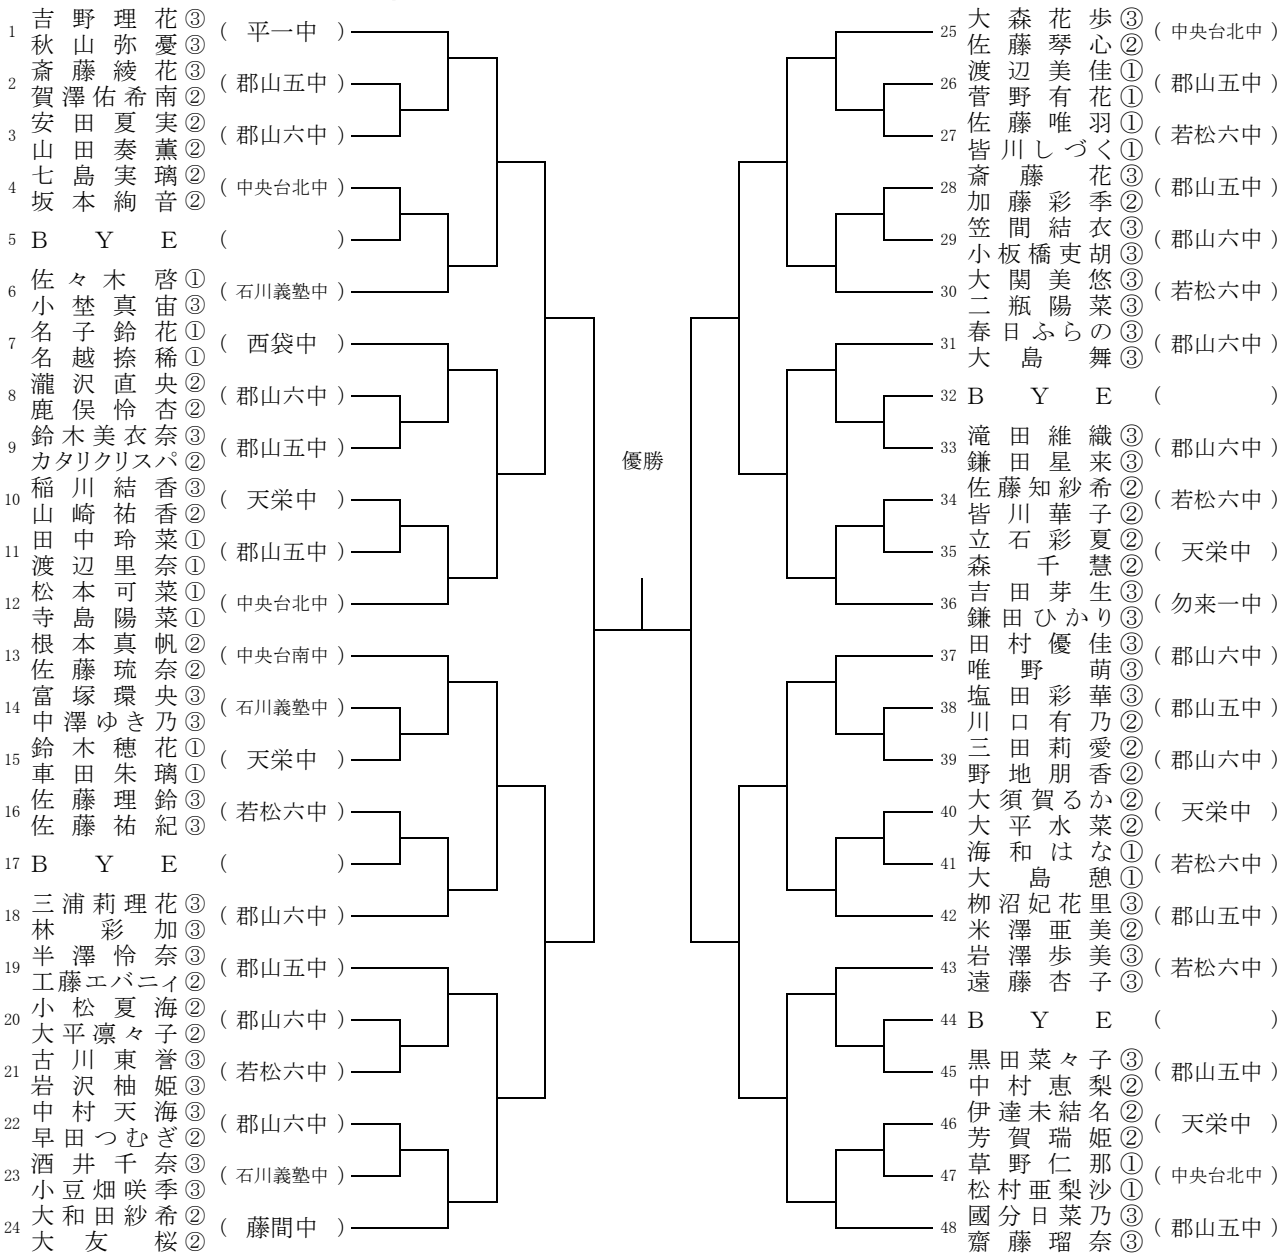 吉野理花③
1 (平一中)
秋山弥憂③
斎藤綾花③
2 (郡山五中)
賀澤佑希南②
安田夏実②
3 (郡山六中)
山田奏薫②
七島実璃②
4 (中央台北中)
坂本絢音②
5 BYE ( )
佐々木啓①
6 (石川義塾中)
小埜真宙③
名子鈴花①
7 (西袋中)
名越捺稀①
瀧沢直央②
8 (郡山六中)
鹿俣怜杏②
鈴木美衣奈③
9 (郡山五中)
カタリクリスパ②
稲川結香③
10 (天栄中)
山崎祐香②
田中玲菜①
11 (郡山五中)
渡辺里奈①
松本可菜①
12 (中央台北中)
寺島陽菜①
根本真帆②
13 (中央台南中)
佐藤琉奈②
富塚環央③
14 (石川義塾中)
中澤ゆき乃③
鈴木穂花①
15 (天栄中)
車田朱璃①
佐藤理鈴③
16 (若松六中)
佐藤祐紀③
17 BYE ( )
三浦莉理花③
18 (郡山六中)
林彩加③
半澤怜奈③
19 (郡山五中)
工藤エバニィ②
小松夏海②
20 (郡山六中)
大平凛々子②
古川東誉③
21 (若松六中)
岩沢柚姫③
中村天海③
22 (郡山六中)
早田つむぎ②
酒井千奈③
23 (石川義塾中)
小豆畑咲季③
大和田紗希②
24 (藤間中)
大友桜②
優勝
大森花歩③
25 (中央台北中)
佐藤琴心②
渡辺美佳①
26 (郡山五中)
菅野有花①
佐藤唯羽①
27 (若松六中)
皆川しづく①
斎藤花③
28 (郡山五中)
加藤彩季②
笠間結衣③
29 (郡山六中)
小板橋吏胡③
大関美悠③
30 (若松六中)
二瓶陽菜③
春日ふらの③
31 (郡山六中)
大島舞③
32 BYE ( )
滝田維織③
33 (郡山六中)
鎌田星来③
佐藤知紗希②
34 (若松六中)
皆川華子②
立石彩夏②
35 (天栄中)
森千慧②
吉田芽生③
36 (勿来一中)
鎌田ひかり③
田村優佳③
37 (郡山六中)
唯野萌③
塩田彩華③
38 (郡山五中)
川口有乃②
三田莉愛②
39 (郡山六中)
野地朋香②
大須賀るか②
40 (天栄中)
大平水菜②
海和はな①
41 (若松六中)
大島憩①
栁沼妃花里③
42 (郡山五中)
米澤亜美②
岩澤歩美③
43 (若松六中)
遠藤杏子③
44 BYE ( )
黒田菜々子③
45 (郡山五中)
中村恵梨②
伊達未結名②
46 (天栄中)
芳賀瑞姫②
草野仁那①
47 (中央台北中)
松村亜梨沙①
國分日菜乃③
48 (郡山五中)
齋藤瑠奈③